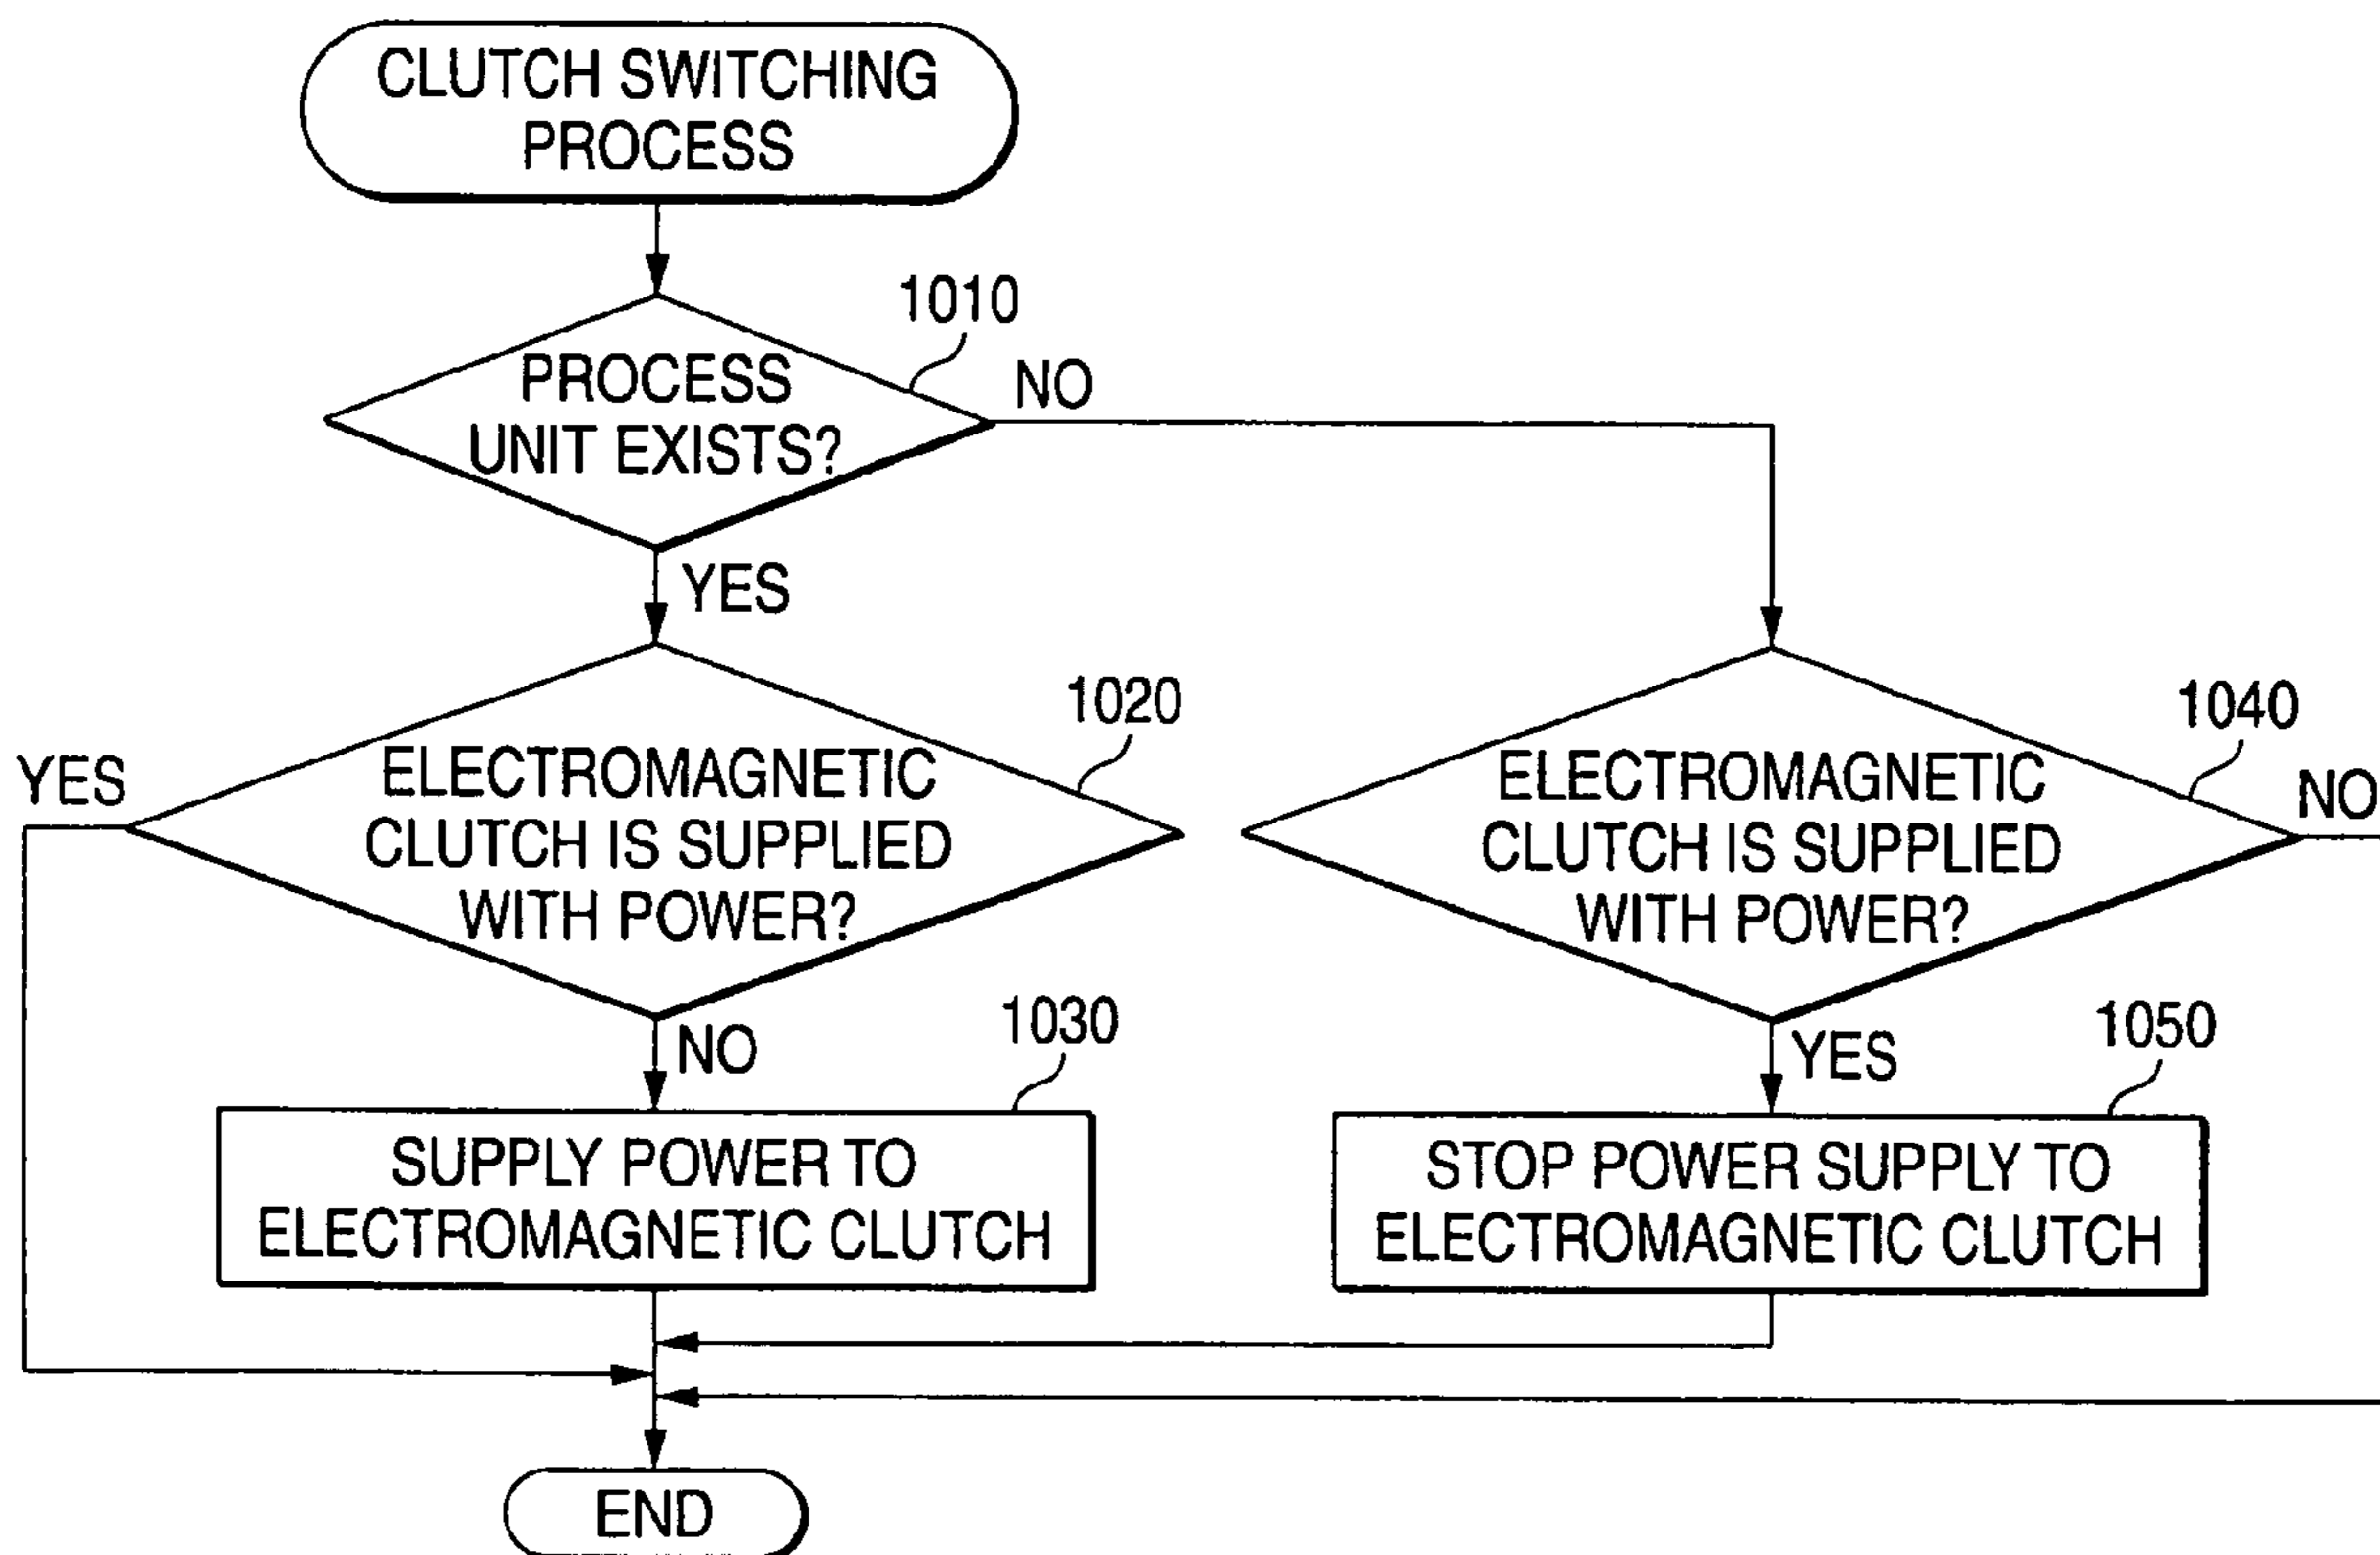 CLUTCH SWITCHING
PROCESS
1010
PROCESS
UNIT EXISTS?
NO
YES
1020
ELECTROMAGNETIC
CLUTCH IS SUPPLIED
WITH POWER?
YES
NO
1030
SUPPLY POWER TO
ELECTROMAGNETIC CLUTCH
1040
ELECTROMAGNETIC
CLUTCH IS SUPPLIED
WITH POWER?
NO
YES
1050
STOP POWER SUPPLY TO
ELECTROMAGNETIC CLUTCH
END